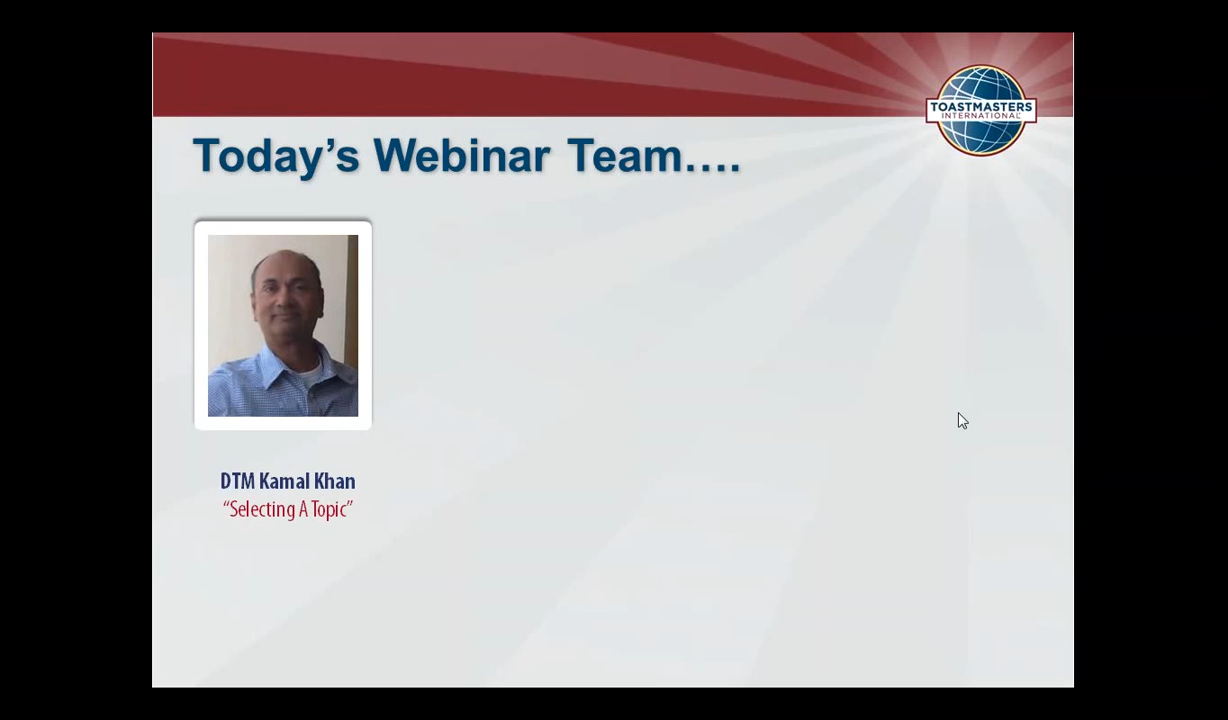 TOASTMASTERS
INTERNATIONAL
Today’s Webinar Team….
DTM Kamal Khan
“Selecting A Topic”